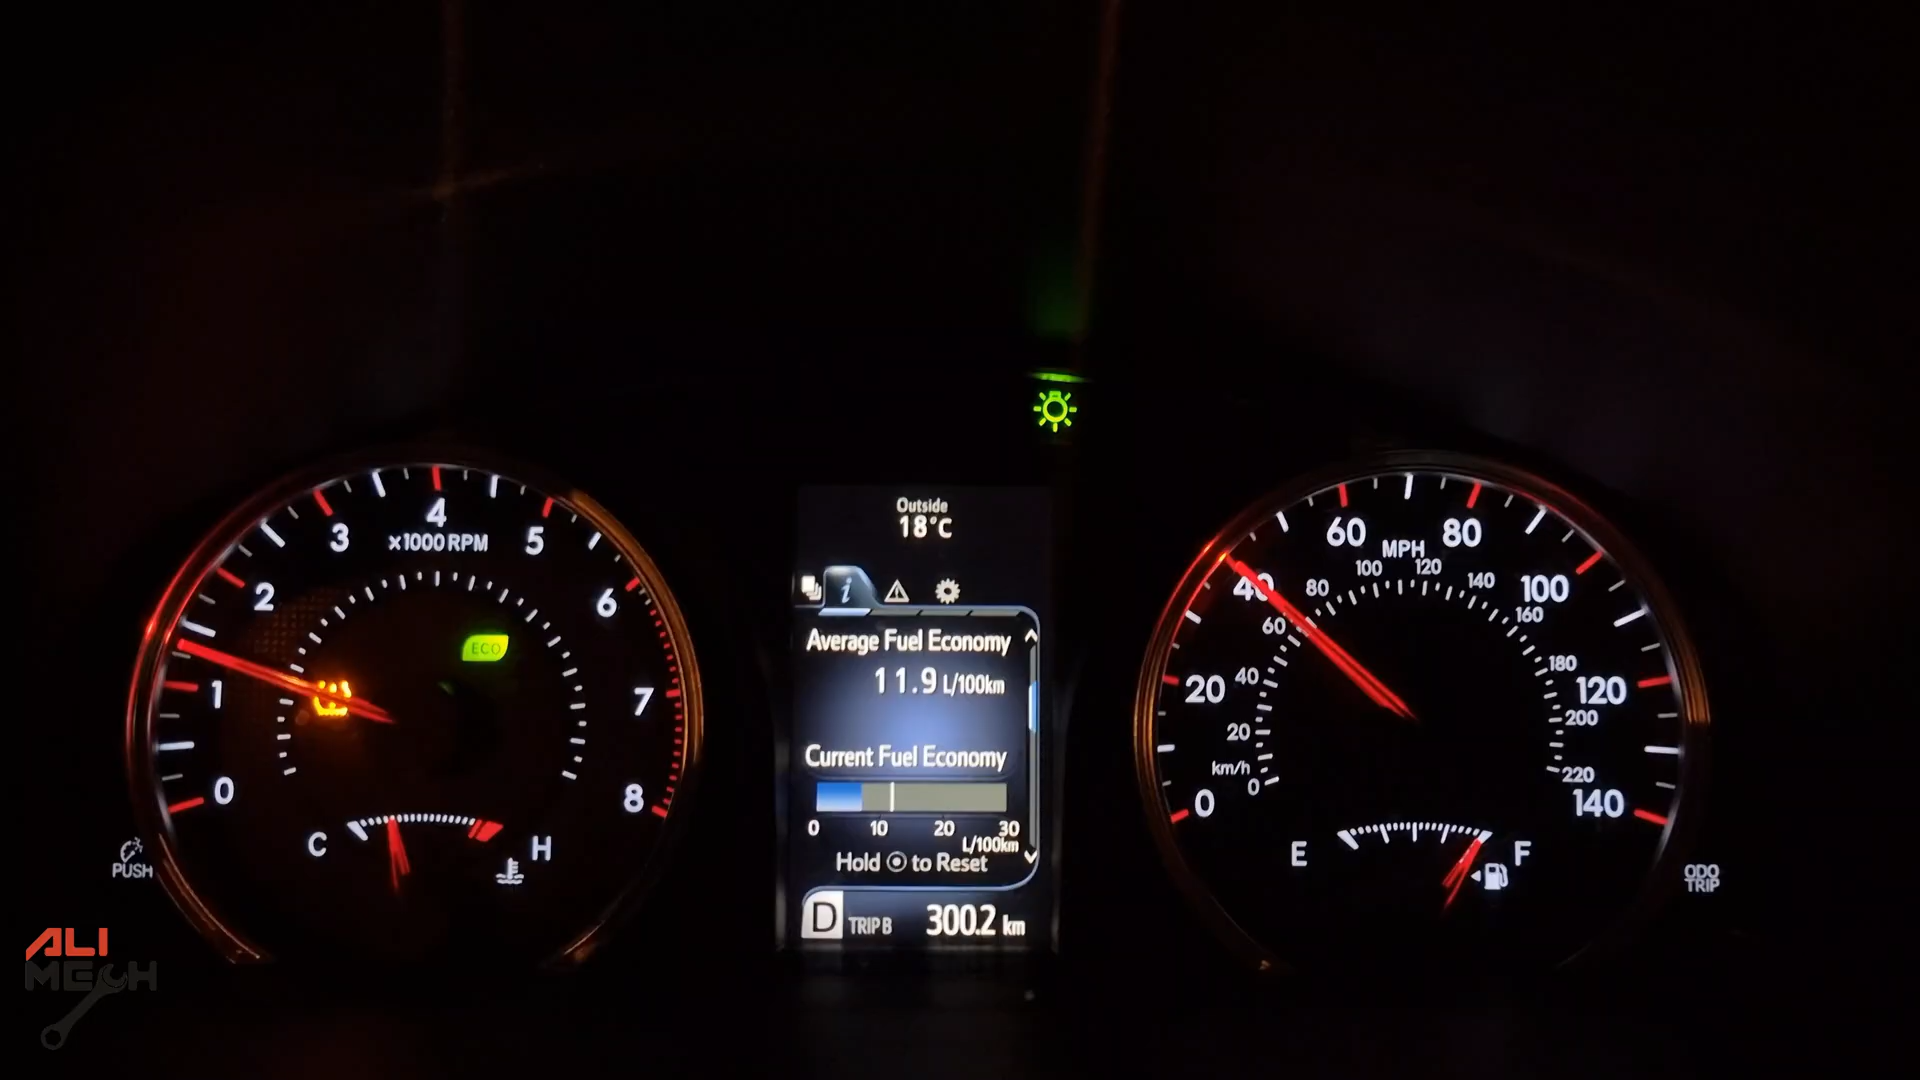 Outside
18°C
Average Fuel Economy
11.9 L/100km
Current Fuel Economy
0 10 20 30
L/100km
Hold to Reset
D TRIP B 300.2 km
0 1 2 3 4 5 6 7 8
×1000 RPM
ECO
C H
PUSH
0 20 40 60 80 100 120 140
MPH
0 20 40 60 80 100 120 140 160 180 200 220
km/h
E F
ODO
TRIP
ALI
MECH